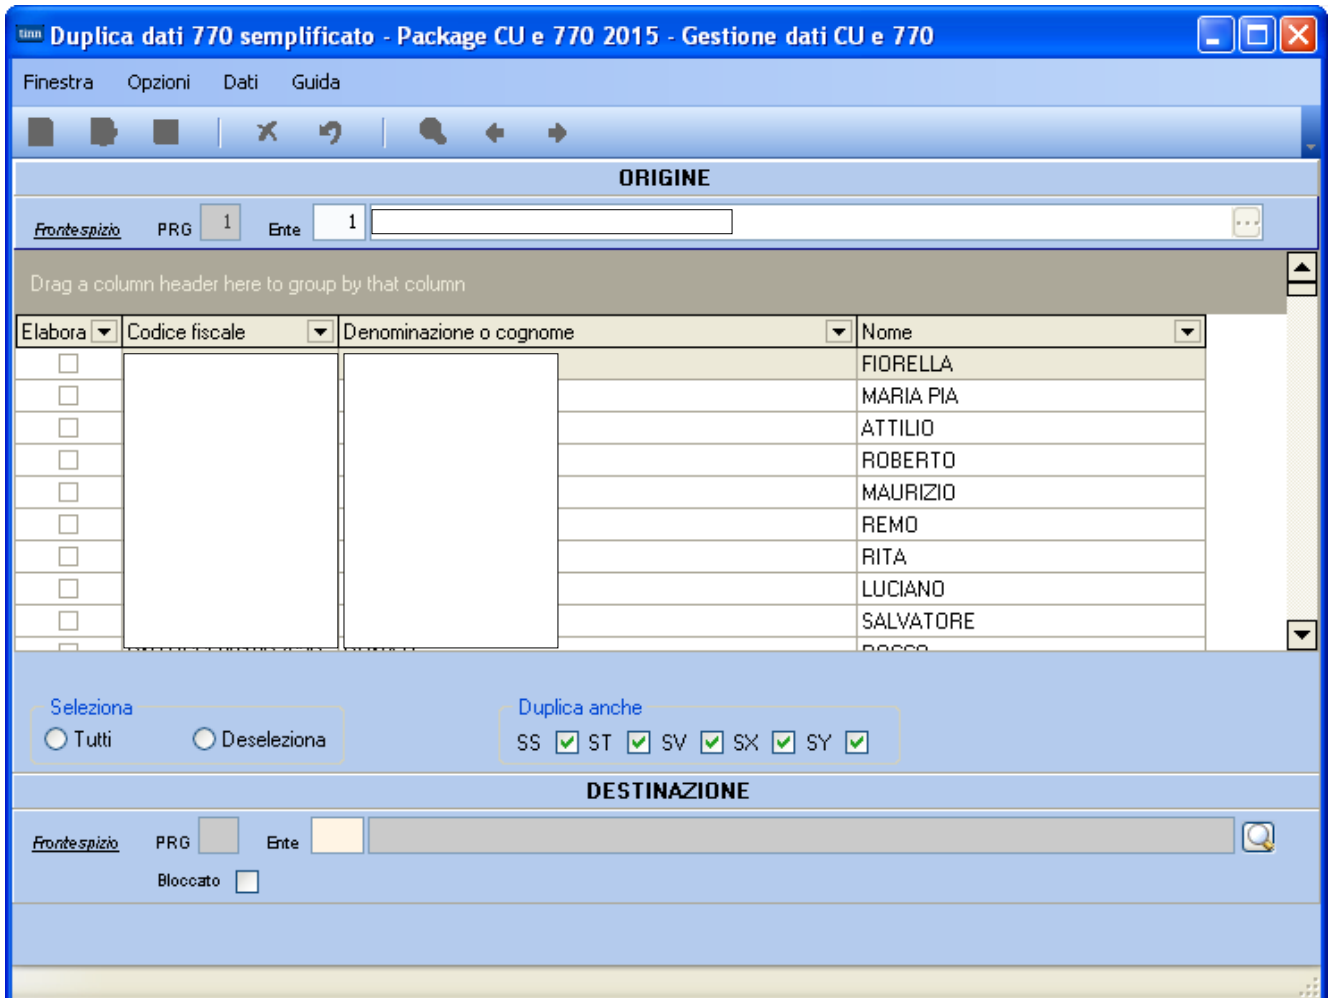 tinn Duplica dati 770 semplificato - Package CU e 770 2015 - Gestione dati CU e 770
Finestra Opzioni Dati Guida
ORIGINE
Frontespizio PRG 1 Ente 1 ...
Drag a column header here to group by that column
Elabora Codice fiscale Denominazione o cognome Nome
FIORELLA
MARIA PIA
ATTILIO
ROBERTO
MAURIZIO
REMO
RITA
LUCIANO
SALVATORE
Seleziona Duplica anche
Tutti Deseleziona SS ST SV SX SY
DESTINAZIONE
Frontespizio PRG Ente
Bloccato